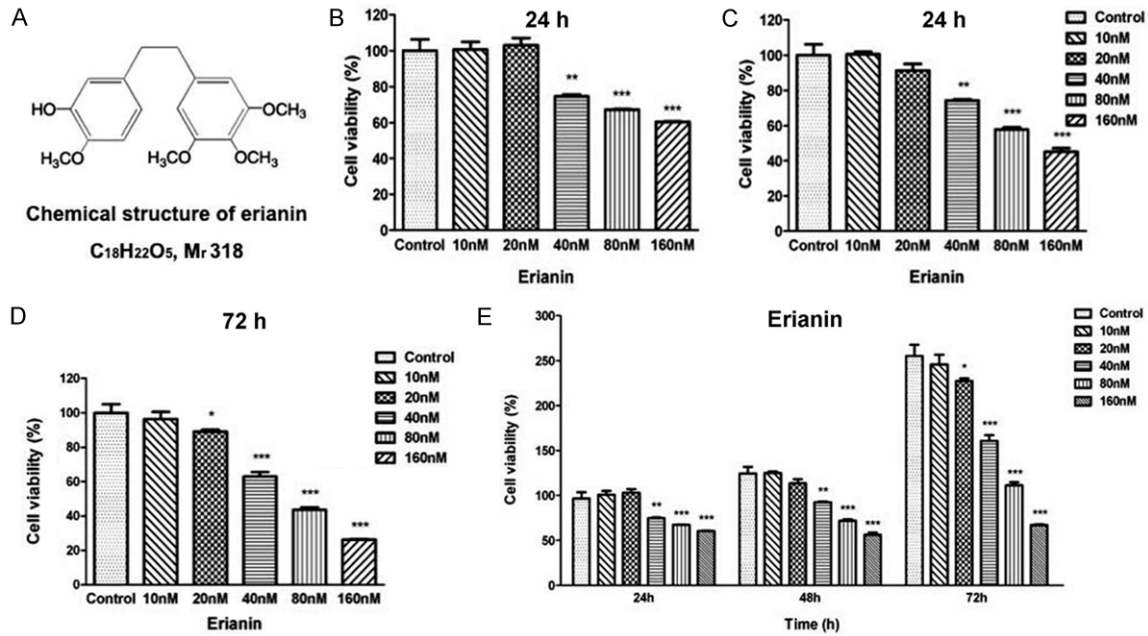 A
HO
H₃CO
H₃CO
OCH₃
OCH₃
Chemical structure of erianin
C₁₈H₂₂O₅, Mr 318
B
24 h
Cell viability (%)
120
100
80
60
40
20
0
**
***
***
Control 10nM 20nM 40nM 80nM 160nM
Erianin
C
24 h
Cell viability (%)
120
100
80
60
40
20
0
**
***
***
Control 10nM 20nM 40nM 80nM 160nM
Erianin
Control
10nM
20nM
40nM
80nM
160nM
D
72 h
Cell viability (%)
120
100
80
60
40
20
0
*
***
***
***
Control 10nM 20nM 40nM 80nM 160nM
Erianin
Control
10nM
20nM
40nM
80nM
160nM
E
Erianin
Cell viability (%)
300
250
200
150
100
50
0
** *** ***
** *** ***
* *** *** ***
24h 48h 72h
Time (h)
Control
10nM
20nM
40nM
80nM
160nM